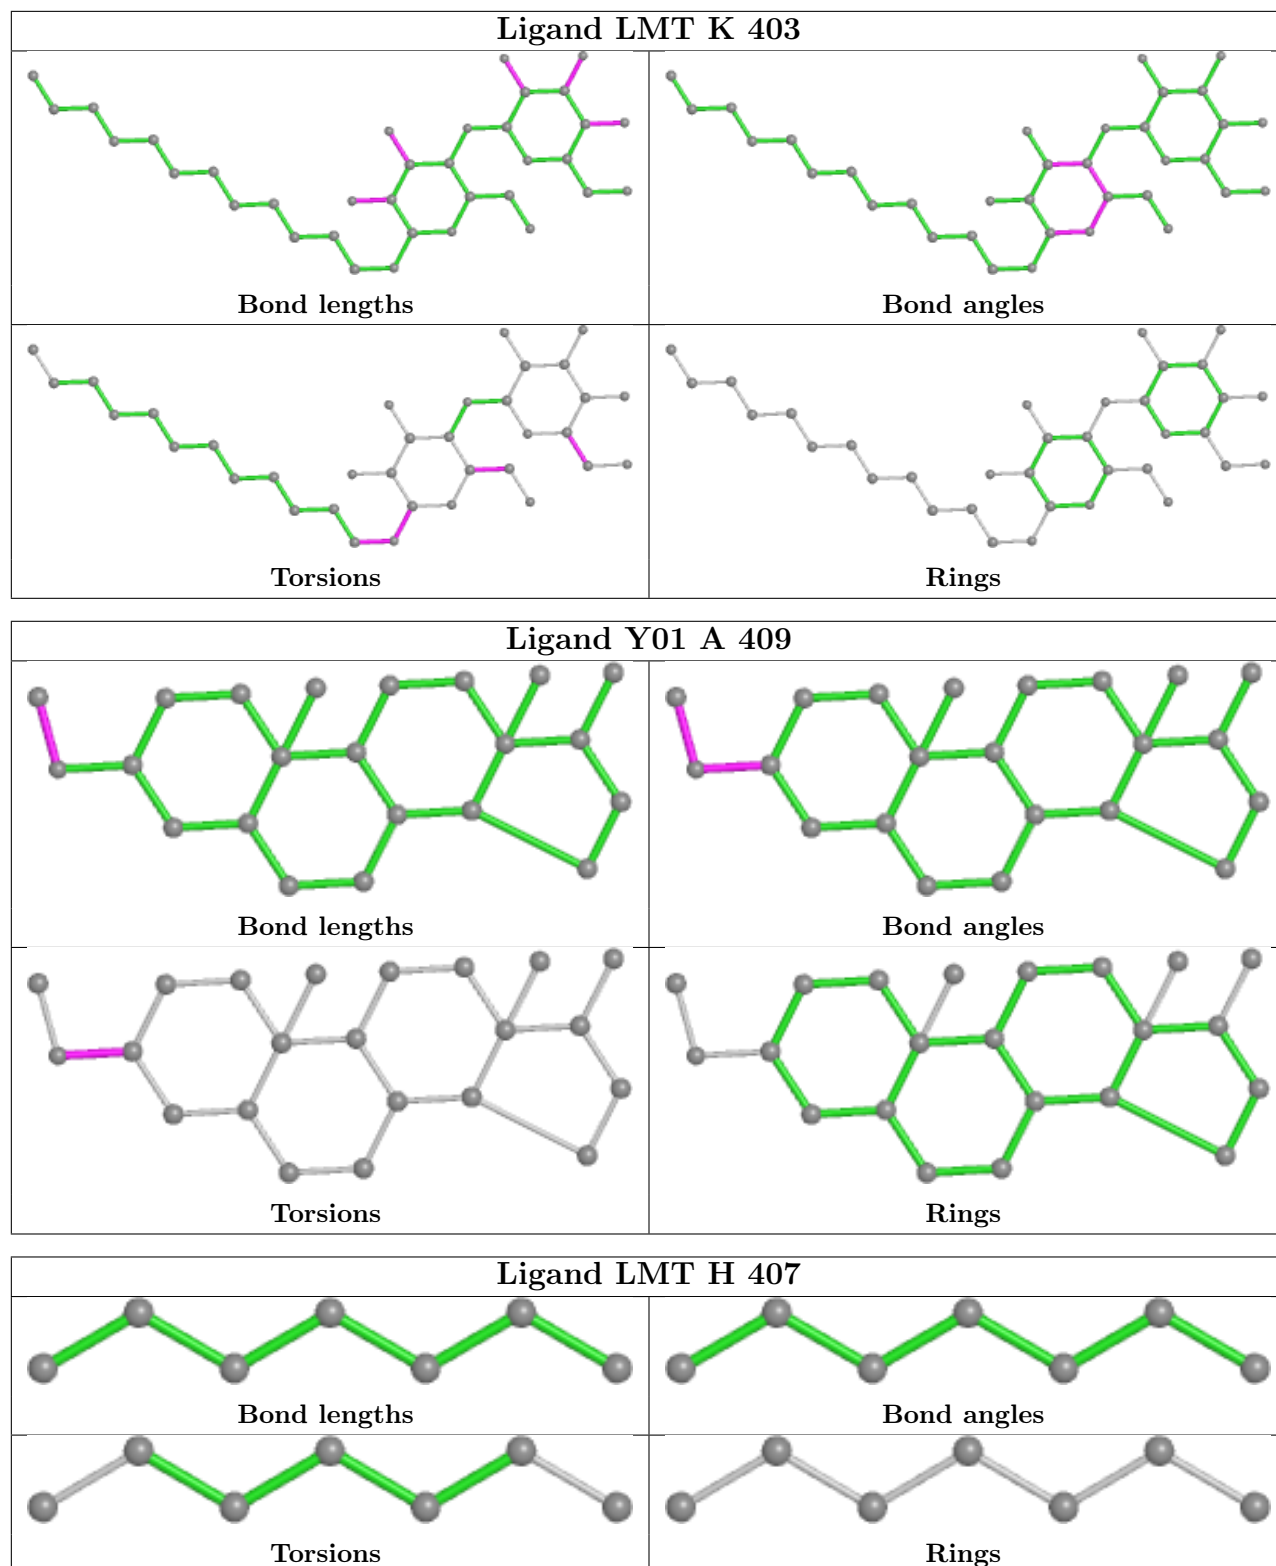 Ligand LMT K 403
Bond lengths
Bond angles
Torsions
Rings
Ligand Y01 A 409
Bond lengths
Bond angles
Torsions
Rings
Ligand LMT H 407
Bond lengths
Bond angles
Torsions
Rings